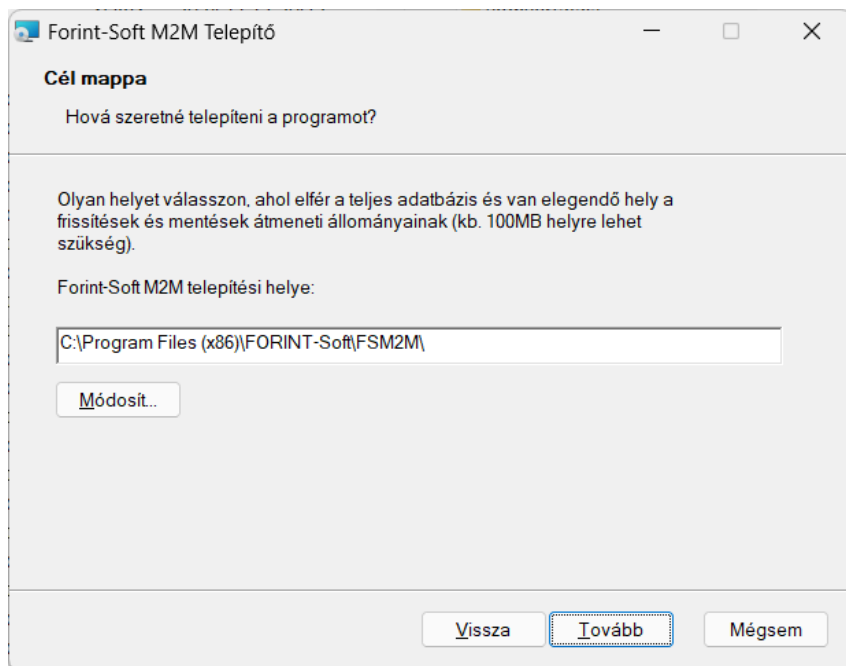 Forint-Soft M2M Telepítő
Cél mappa
Hová szeretné telepíteni a programot?
Olyan helyet válasszon, ahol elfér a teljes adatbázis és van elegendő hely a
frissítések és mentések átmeneti állományainak (kb. 100MB helyre lehet
szükség).
Forint-Soft M2M telepítési helye:
C:\Program Files (x86)\FORINT-Soft\FSM2M\
Módosít...
Vissza
Tovább
Mégsem